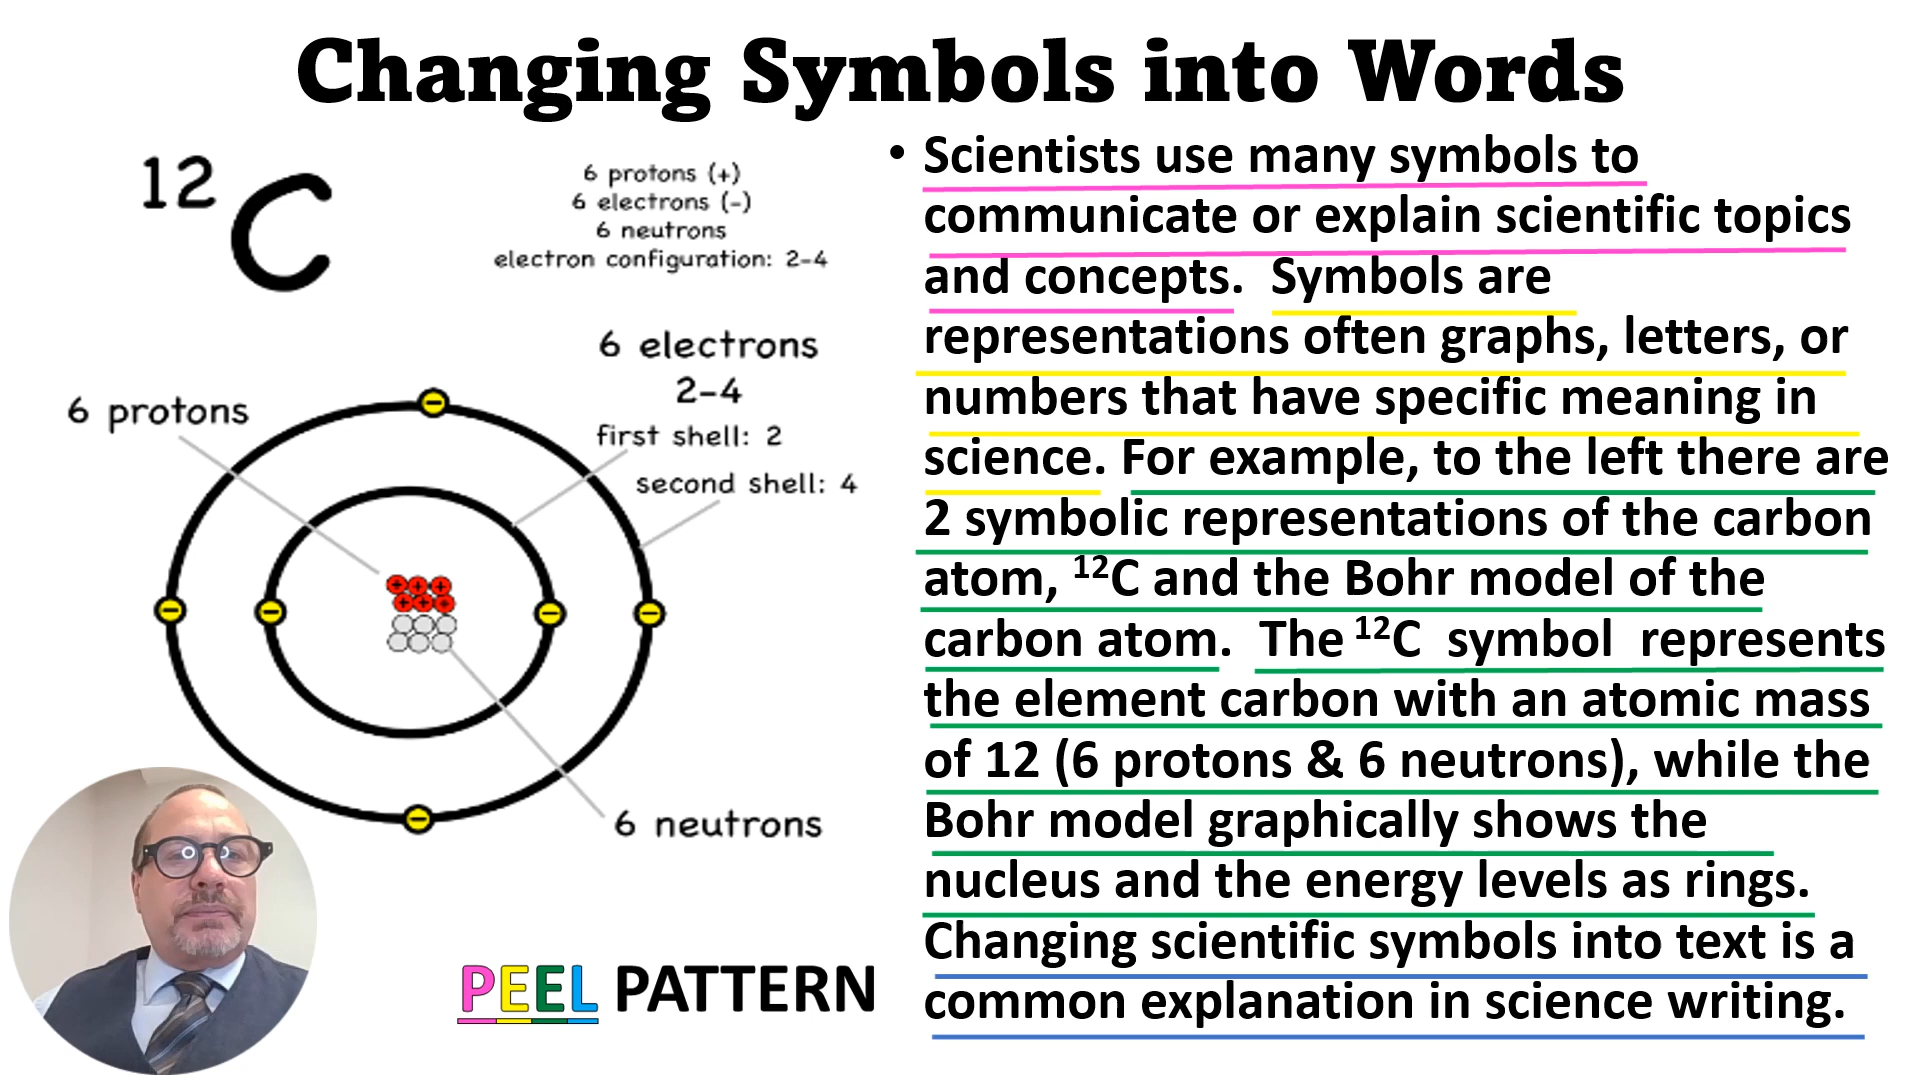 Changing Symbols into Words
12
C
6 protons (+)
6 electrons (-)
6 neutrons
electron configuration: 2-4
6 electrons
2-4
6 protons
first shell: 2
second shell: 4
6 neutrons
PEEL PATTERN
• Scientists use many symbols to
communicate or explain scientific topics
and concepts.  Symbols are
representations often graphs, letters, or
numbers that have specific meaning in
science. For example, to the left there are
2 symbolic representations of the carbon
atom, ¹²C and the Bohr model of the
carbon atom.  The ¹²C  symbol  represents
the element carbon with an atomic mass
of 12 (6 protons & 6 neutrons), while the
Bohr model graphically shows the
nucleus and the energy levels as rings.
Changing scientific symbols into text is a
common explanation in science writing.